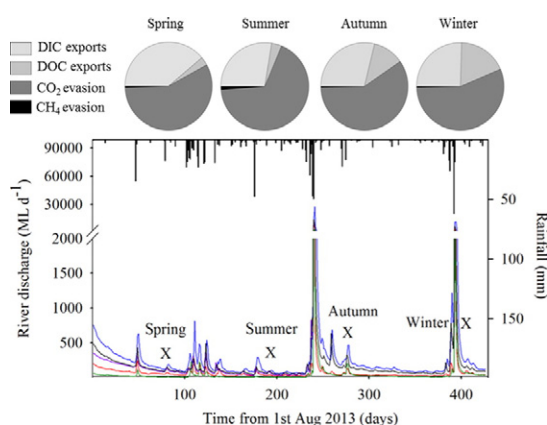 Spring Summer Autumn Winter
DIC exports
DOC exports
CO₂ evasion
CH₄ evasion
90000
60000
30000
2000
1500
1000
500
River discharge (ML d⁻¹)
50
100
150
Rainfall (mm)
Spring
X
Summer
X
Autumn
X
Winter
X
100 200 300 400
Time from 1st Aug 2013 (days)